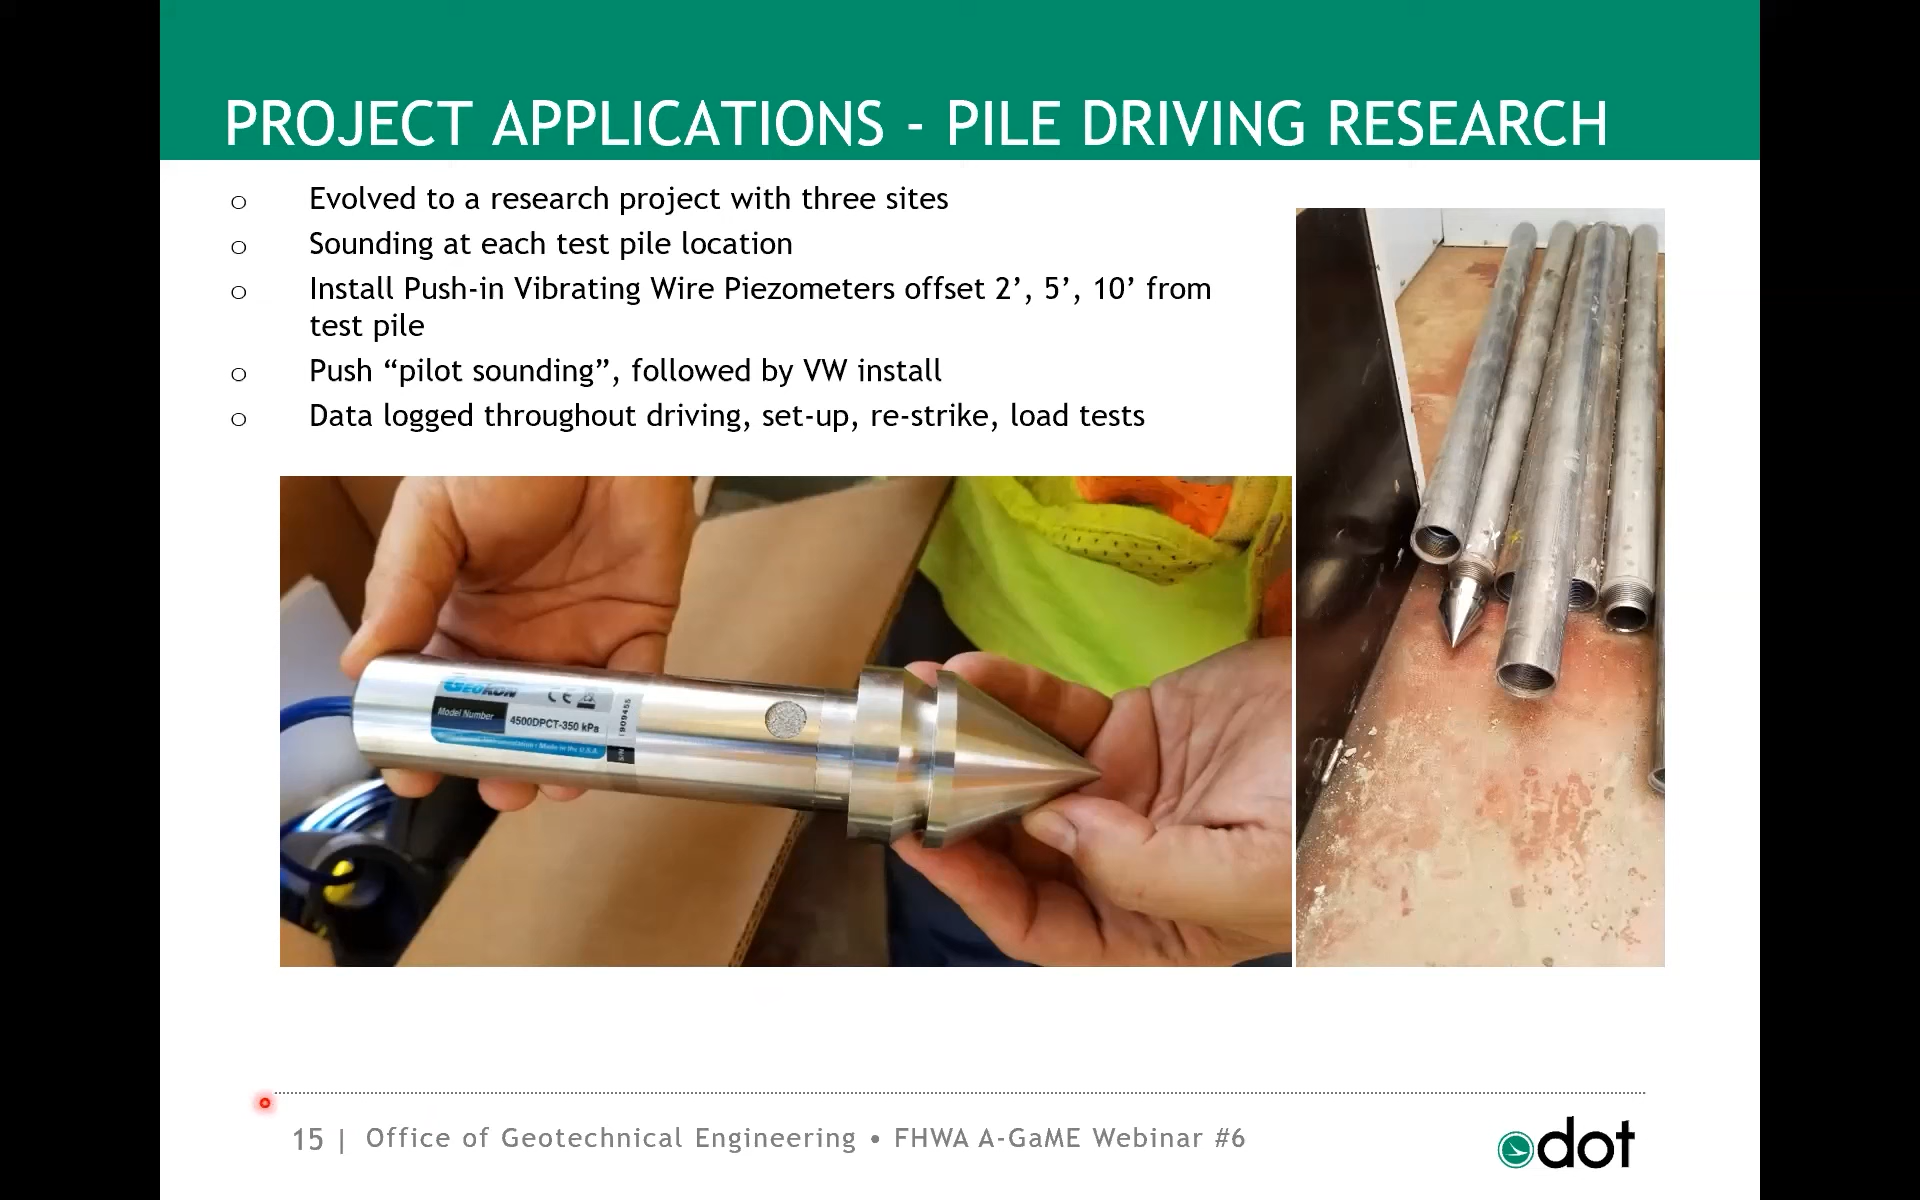 PROJECT APPLICATIONS - PILE DRIVING RESEARCH
o Evolved to a research project with three sites
o Sounding at each test pile location
o Install Push-in Vibrating Wire Piezometers offset 2’, 5’, 10’ from
test pile
o Push “pilot sounding”, followed by VW install
o Data logged throughout driving, set-up, re-strike, load tests
GEOKON CE
Model Number 4500DPCT-350 kPa
Made in the U.S.A.
S/N 1909455
15 | Office of Geotechnical Engineering • FHWA A-GaME Webinar #6
dot